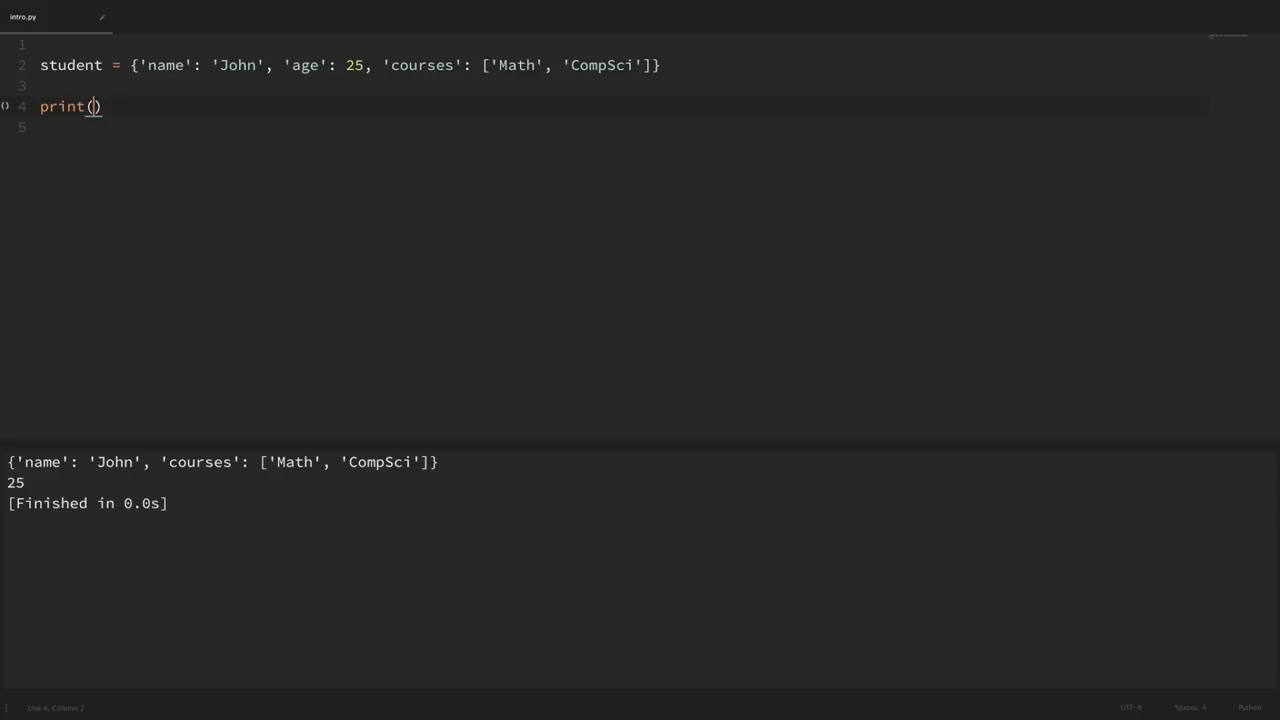 intro.py
1
2 student = {'name': 'John', 'age': 25, 'courses': ['Math', 'CompSci']}
3
() 4 print()
5
{'name': 'John', 'courses': ['Math', 'CompSci']}
25
[Finished in 0.0s]
Line 4, Column 7 UTF-8 Spaces: 4 Python